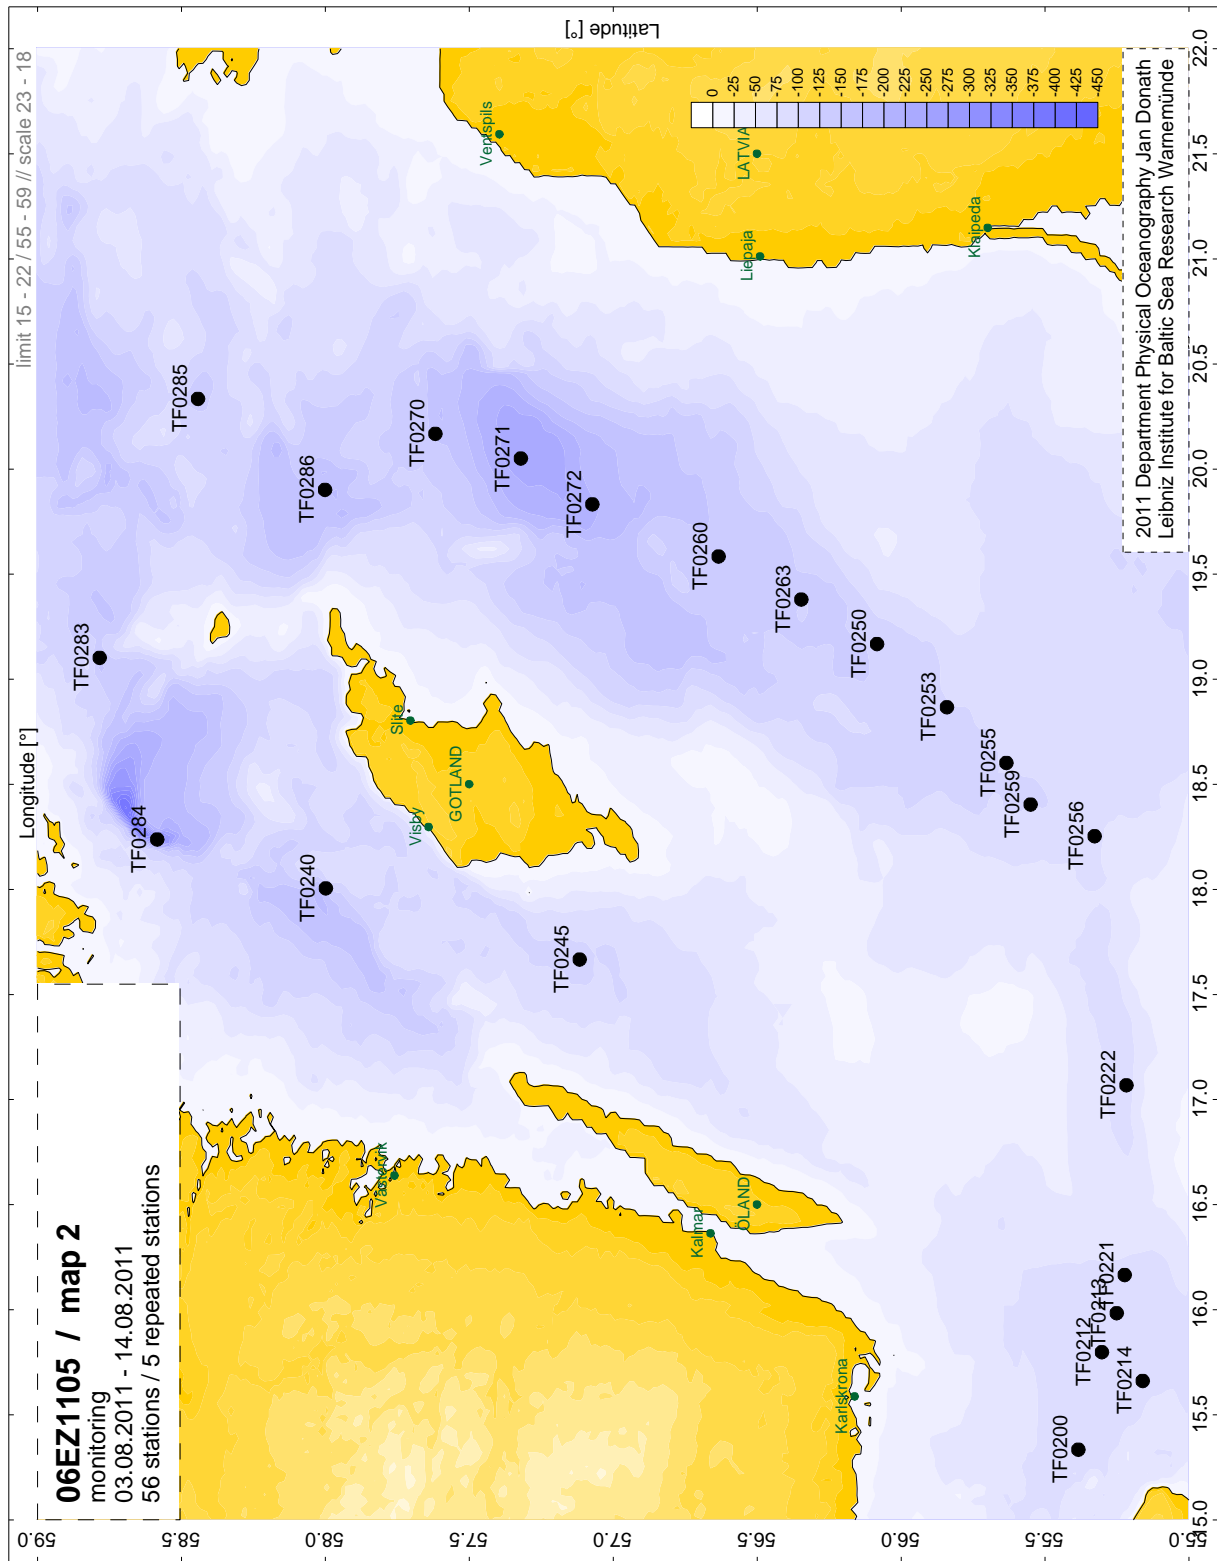 06EZ1105 / map 2
monitoring
03.08.2011 - 14.08.2011
56 stations / 5 repeated stations
Longitude [°]
limit 15 - 22 / 55 - 59 // scale 23 - 18
Latitude [°]
59.0
58.5
58.0
57.5
57.0
56.5
56.0
55.5
55.0
15.0
15.5
16.0
16.5
17.0
17.5
18.0
18.5
19.0
19.5
20.0
20.5
21.0
21.5
22.0
TF0283
TF0284
TF0285
TF0286
TF0240
TF0245
TF0270
TF0271
TF0272
TF0260
TF0263
TF0250
TF0253
TF0255
TF0259
TF0256
TF0222
TF0221
TF0213
TF0212
TF0214
TF0200
Västervik
Visby
Slite
GOTLAND
Kalmar
ÖLAND
Karlskrona
Ventspils
LATVIA
Liepaja
Klaipeda
0
-25
-50
-75
-100
-125
-150
-175
-200
-225
-250
-275
-300
-325
-350
-375
-400
-425
-450
2011 Department Physical Oceanography Jan Donath
Leibniz Institute for Baltic Sea Research Warnemünde